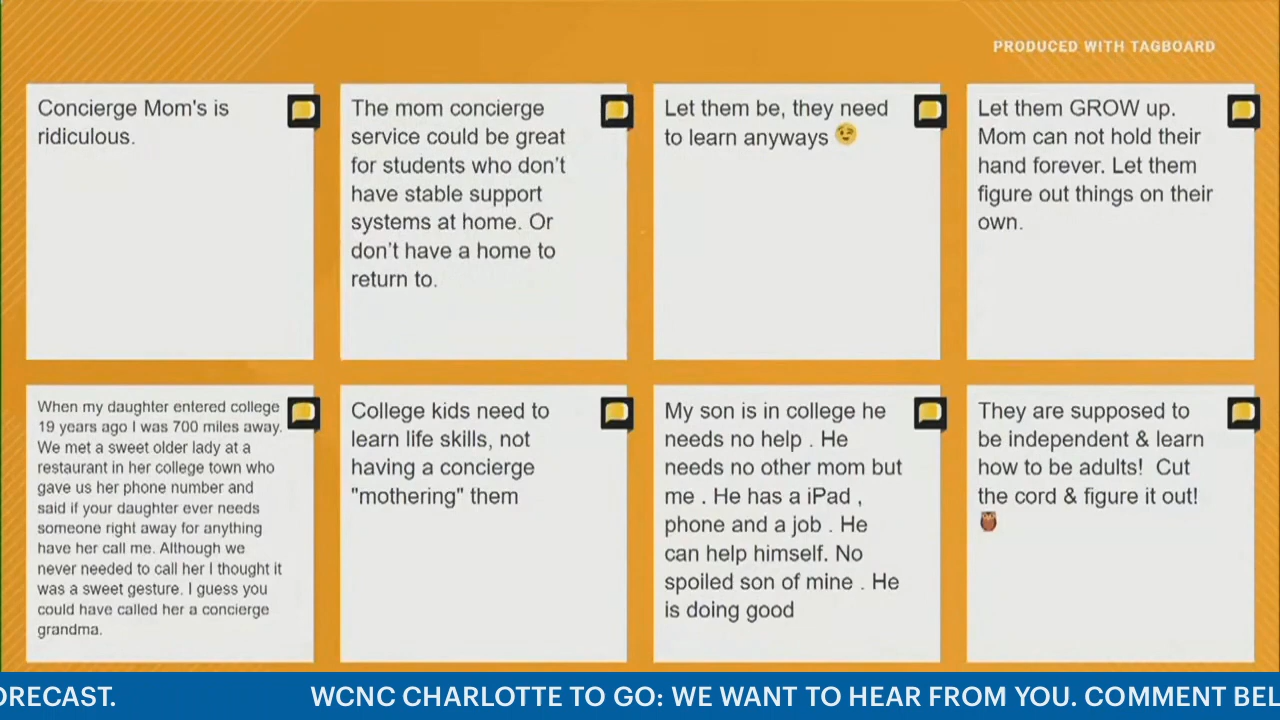 PRODUCED WITH TAGBOARD
Concierge Mom's is
ridiculous.
The mom concierge
service could be great
for students who don't
have stable support
systems at home. Or
don't have a home to
return to.
Let them be, they need
to learn anyways 😉
Let them GROW up.
Mom can not hold their
hand forever. Let them
figure out things on their
own.
When my daughter entered college
19 years ago I was 700 miles away.
We met a sweet older lady at a
restaurant in her college town who
gave us her phone number and
said if your daughter ever needs
someone right away for anything
have her call me. Although we
never needed to call her I thought it
was a sweet gesture. I guess you
could have called her a concierge
grandma.
College kids need to
learn life skills, not
having a concierge
"mothering" them
My son is in college he
needs no help . He
needs no other mom but
me . He has a iPad ,
phone and a job . He
can help himself. No
spoiled son of mine . He
is doing good
They are supposed to
be independent & learn
how to be adults!  Cut
the cord & figure it out!
🦉
ORECAST. WCNC CHARLOTTE TO GO: WE WANT TO HEAR FROM YOU. COMMENT BEL